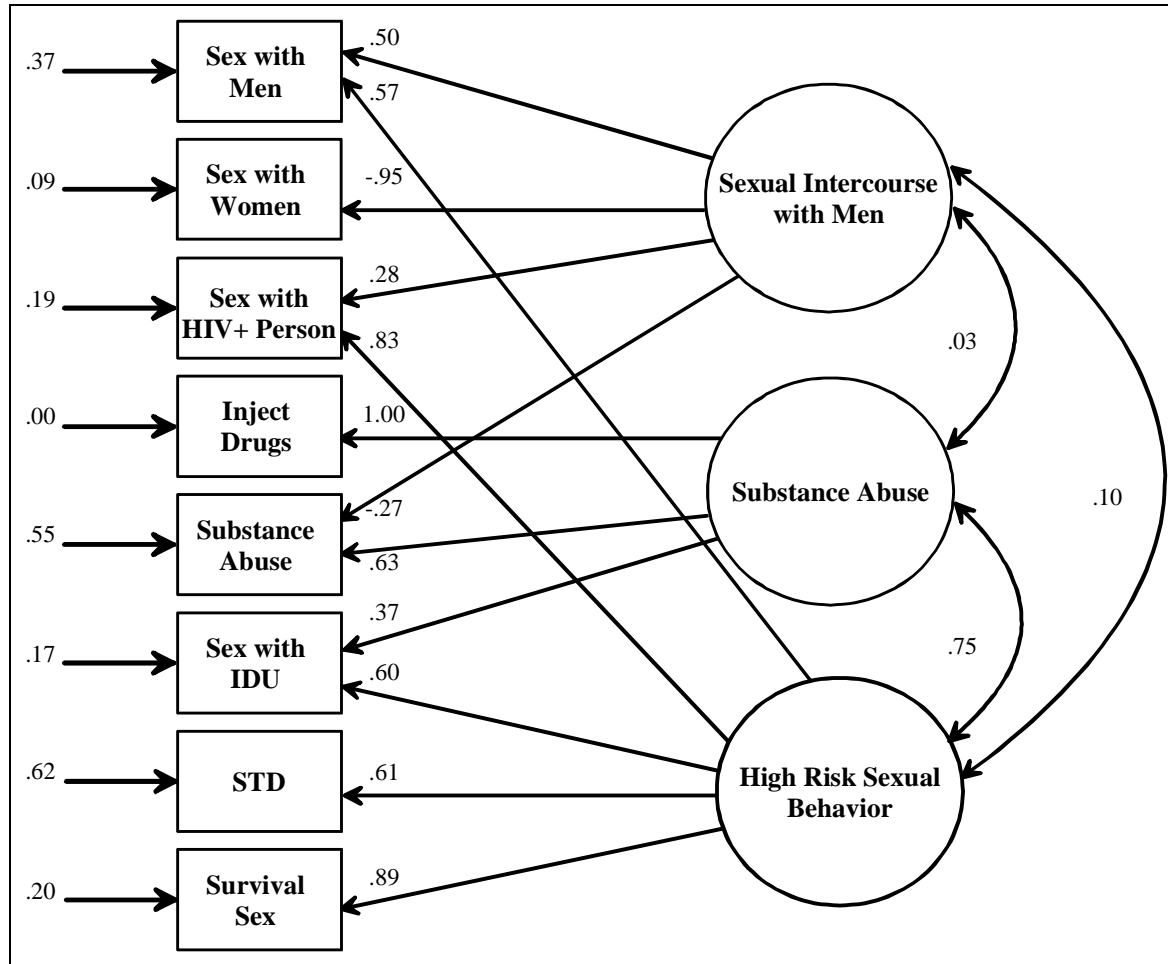 .37
Sex with
Men
.50
.57
.09
Sex with
Women
-.95
.19
Sex with
HIV+ Person
.28
.83
.00
Inject
Drugs
1.00
.55
Substance
Abuse
-.27
.63
.17
Sex with
IDU
.37
.60
.62
STD
.61
.20
Survival
Sex
.89
Sexual Intercourse
with Men
Substance Abuse
High Risk Sexual
Behavior
.03
.10
.75